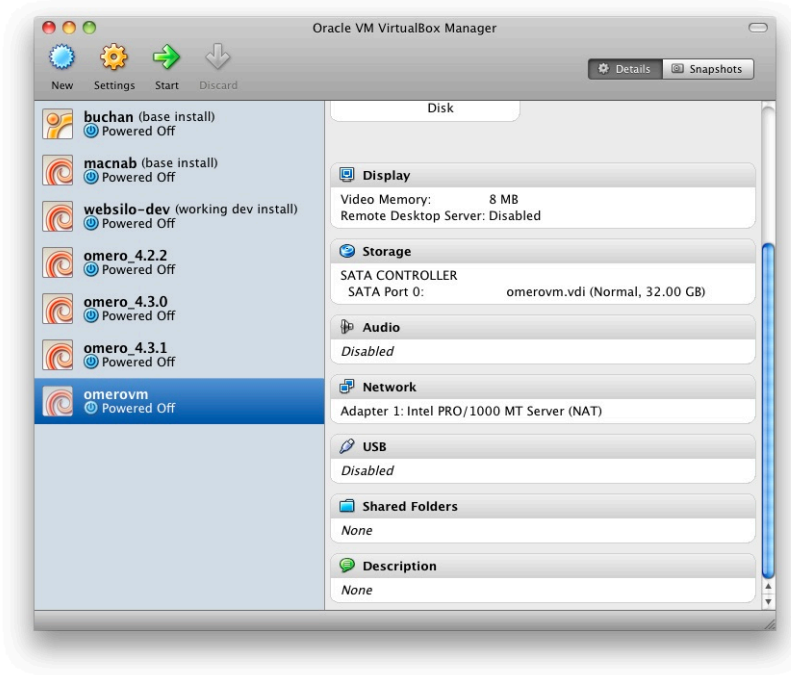 Oracle VM VirtualBox Manager
New Settings Start Discard
Details Snapshots
buchan (base install)
Powered Off
macnab (base install)
Powered Off
websilo-dev (working dev install)
Powered Off
omero_4.2.2
Powered Off
omero_4.3.0
Powered Off
omero_4.3.1
Powered Off
omerovm
Powered Off
Disk
Display
Video Memory: 8 MB
Remote Desktop Server: Disabled
Storage
SATA CONTROLLER
SATA Port 0: omerovm.vdi (Normal, 32.00 GB)
Audio
Disabled
Network
Adapter 1: Intel PRO/1000 MT Server (NAT)
USB
Disabled
Shared Folders
None
Description
None